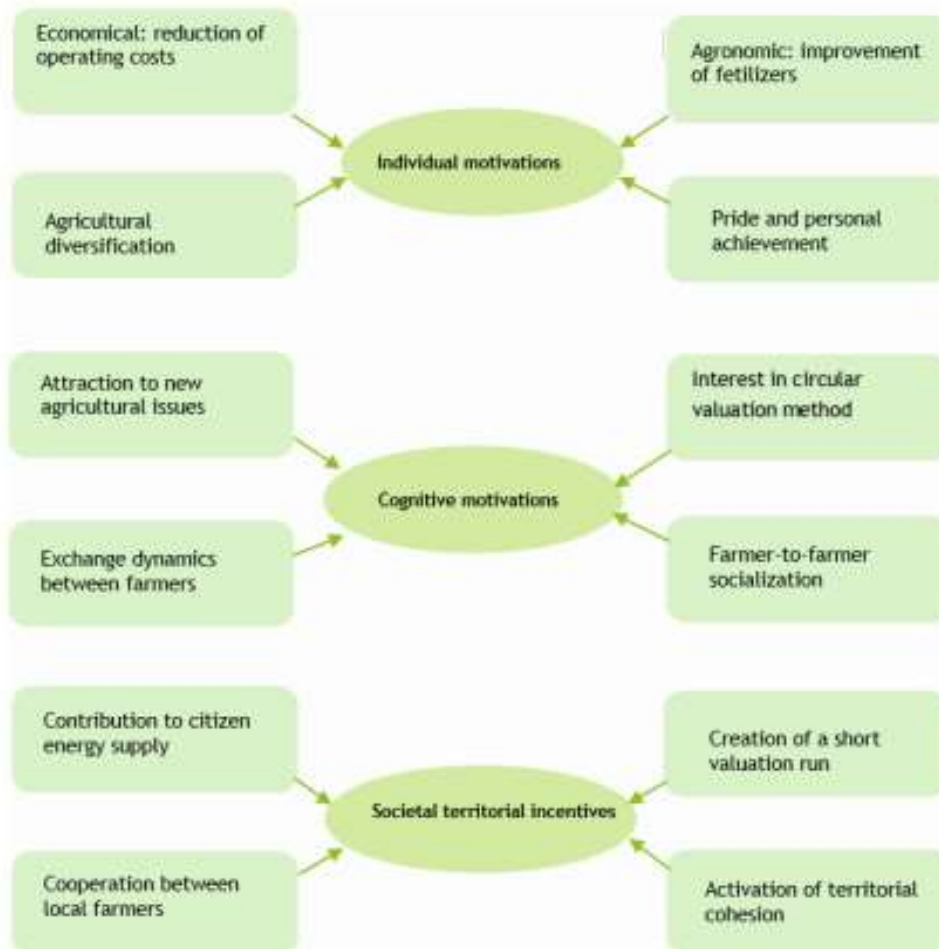 Economical: reduction of
operating costs
Agronomic: improvement
of fetilizers
Individual motivations
Agricultural
diversification
Pride and personal
achievement
Attraction to new
agricultural issues
Interest in circular
valuation method
Cognitive motivations
Exchange dynamics
between farmers
Farmer-to-farmer
socialization
Contribution to citizen
energy supply
Creation of a short
valuation run
Societal territorial incentives
Cooperation between
local farmers
Activation of territorial
cohesion